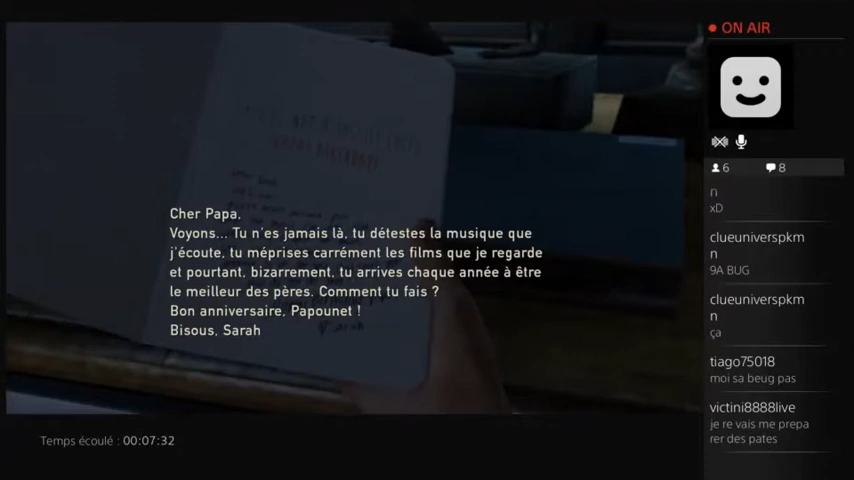 ON AIR
6
8
n
xD
clueuniverspkm
n
9A BUG
clueuniverspkm
n
ça
tiago75018
moi sa beug pas
victini8888live
je re vais me prepa
rer des pates
Cher Papa,
Voyons... Tu n'es jamais là, tu détestes la musique que
j'écoute, tu méprises carrément les films que je regarde
et pourtant, bizarrement, tu arrives chaque année à être
le meilleur des pères. Comment tu fais ?
Bon anniversaire, Papounet !
Bisous, Sarah
Temps écoulé : 00:07:32